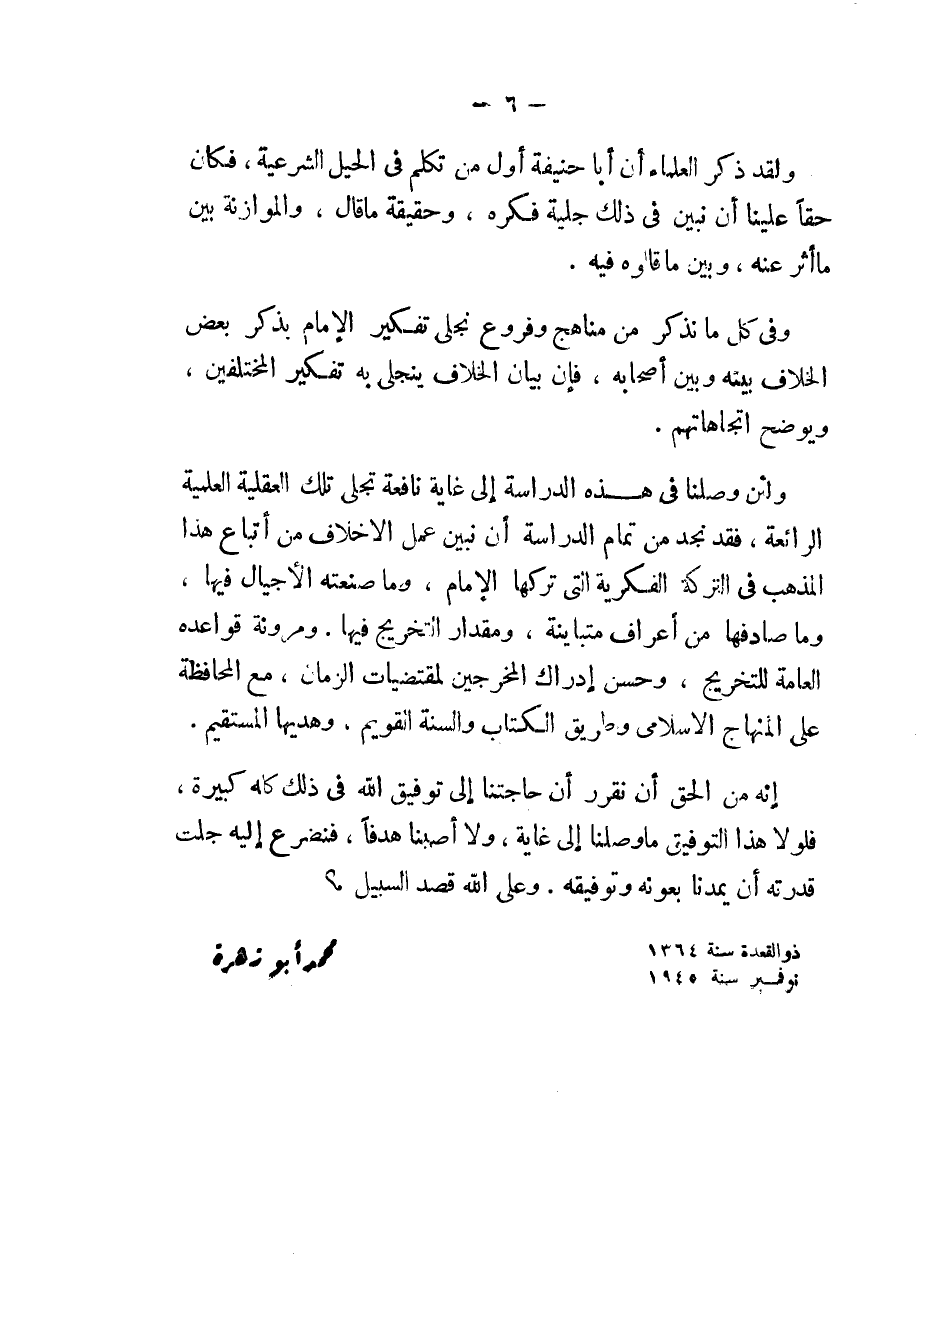 — ٦ —
ولقد ذكر العلماء أن أبا حنيفة أول من تكلم فى الحيل الشرعية ، فكان
حقاً علينا أن نبين فى ذلك جلية فكره ، وحقيقة ماقال ، والموازنة بين
ماأثر عنه ، وبين ماقالوه فيه .
وفى كل ما نذكر من مناهج وفروع نجلى تفكير الإمام بذكر بعض
الخلاف بينه وبين أصحابه ، فإن بيان الخلاف ينجلى به تفكير المختلفين ،
ويوضح اتجاهاتهم .
ولئن وصلنا فى هذه الدراسة إلى غاية نافعة تجلى تلك العقلية العلمية
الرائعة ، فقد نجد من تمام الدراسة أن نبين عمل الاخلاف من أتباع هذا
المذهب فى التركة الفكرية التى تركها الإمام ، وما صنعته الأجيال فيها ،
وما صادفها من أعراف متباينة ، ومقدار التخريج فيها . ومرونة قواعده
العامة للتخريج ، وحسن إدراك المخرجين لمقتضيات الزمان ، مع المحافظة
على المنهاج الاسلامى وطريق الكتاب والسنة القويم . وهديها المستقيم .
إنه من الحق أن نقرر أن حاجتنا إلى توفيق الله فى ذلك كله كبيرة ،
فلولا هذا التوفيق ماوصلنا إلى غاية ، ولا أصبنا هدفاً ، فنضرع إليه جلت
قدرته أن يمدنا بعونه وتوفيقه . وعلى الله قصد السبيل ؟
ذوالقعدة سنة ١٣٦٤
نوفمبر سنة ١٩٤٥
محمد أبو زهرة